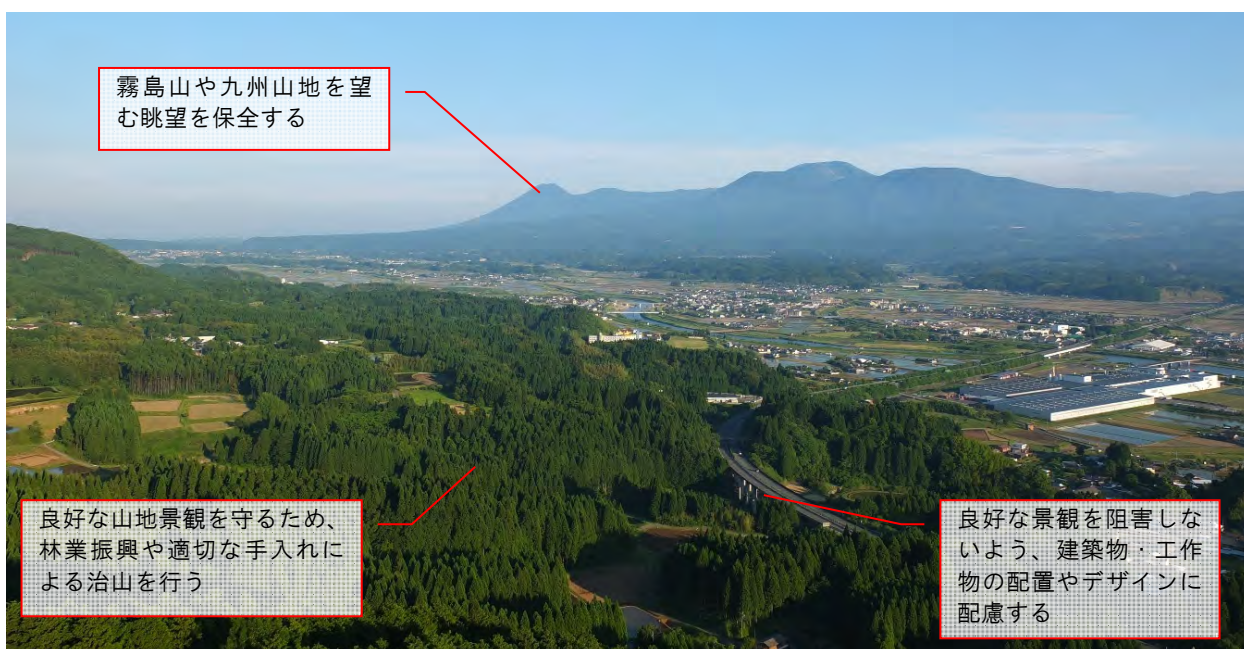 霧島山や九州山地を望
む眺望を保全する
良好な山地景観を守るため、
林業振興や適切な手入れに
よる治山を行う
良好な景観を阻害しな
いよう、建築物・工作
物の配置やデザインに
配慮する